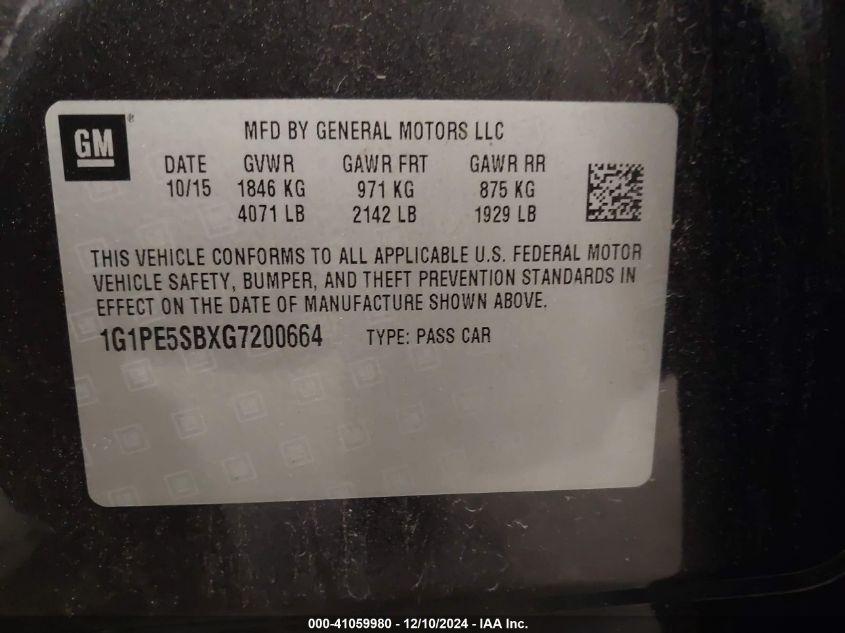 GM®
MFD BY GENERAL MOTORS LLC
DATE GVWR GAWR FRT GAWR RR
10/15 1846 KG 971 KG 875 KG
4071 LB 2142 LB 1929 LB
THIS VEHICLE CONFORMS TO ALL APPLICABLE U.S. FEDERAL MOTOR
VEHICLE SAFETY, BUMPER, AND THEFT PREVENTION STANDARDS IN
EFFECT ON THE DATE OF MANUFACTURE SHOWN ABOVE.
1G1PE5SBXG7200664 TYPE: PASS CAR
000-41059980 - 12/10/2024 - IAA Inc.